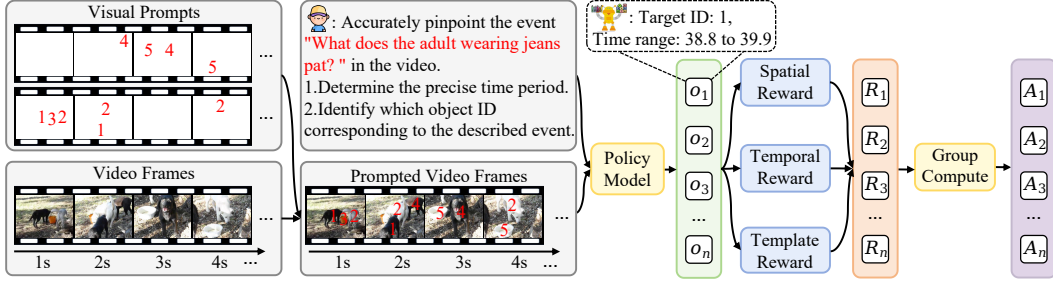 Visual Prompts
4
5 4
5
...
1 3 2
2
1
2
...
Video Frames
...
1s 2s 3s 4s ...
: Accurately pinpoint the event
"What does the adult wearing jeans
pat? " in the video.
1.Determine the precise time period.
2.Identify which object ID
corresponding to the described event.
Prompted Video Frames
1 3 2
2 4
1
5 4
2
5
...
1s 2s 3s 4s ...
Policy
Model
: Target ID: 1,
Time range: 38.8 to 39.9
o1
o2
o3
...
on
Spatial
Reward
Temporal
Reward
Template
Reward
R1
R2
R3
...
Rn
Group
Compute
A1
A2
A3
...
An